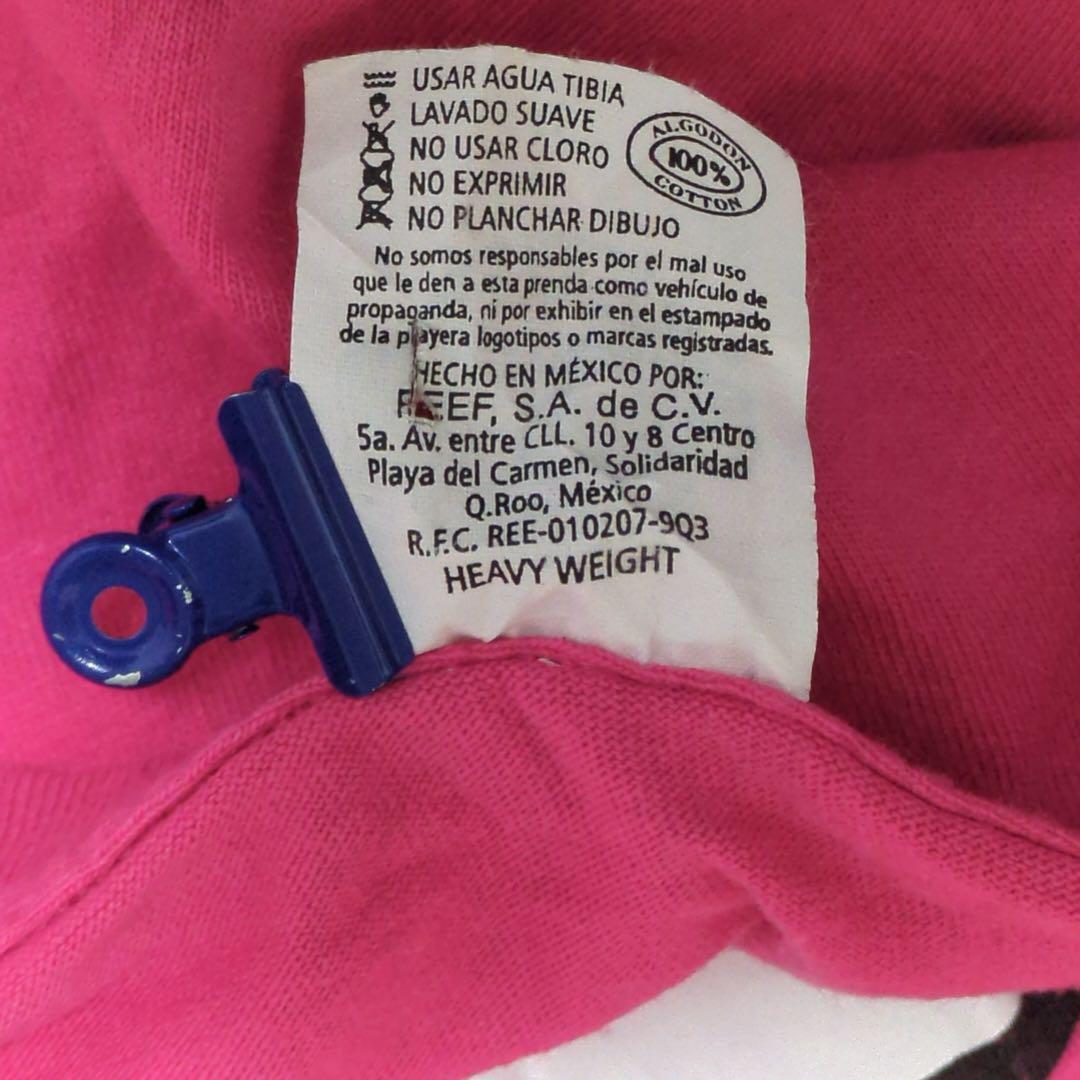 USAR AGUA TIBIA
LAVADO SUAVE
NO USAR CLORO
NO EXPRIMIR
NO PLANCHAR DIBUJO
ALGODON
100%
COTTON
No somos responsables por el mal uso
que le den a esta prenda como vehículo de
propaganda, ni por exhibir en el estampado
de la playera logotipos o marcas registradas.
HECHO EN MÉXICO POR:
REEF, S.A. de C.V.
5a. Av. entre CLL. 10 y 8 Centro
Playa del Carmen, Solidaridad
Q.Roo, México
R.F.C. REE-010207-9Q3
HEAVY WEIGHT